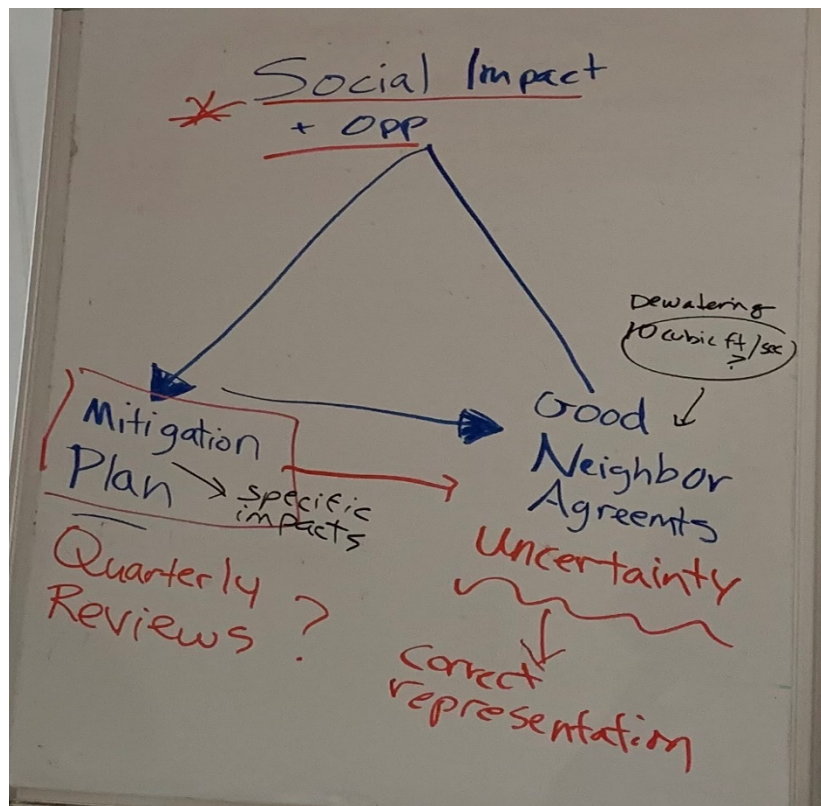 Social Impact
+ Opp
Dewatering
10 cubic ft/sec
?
Good
Neighbor
Agreemts
Mitigation
Plan
specific
impacts
Quarterly
Reviews ?
Uncertainty
correct
representation